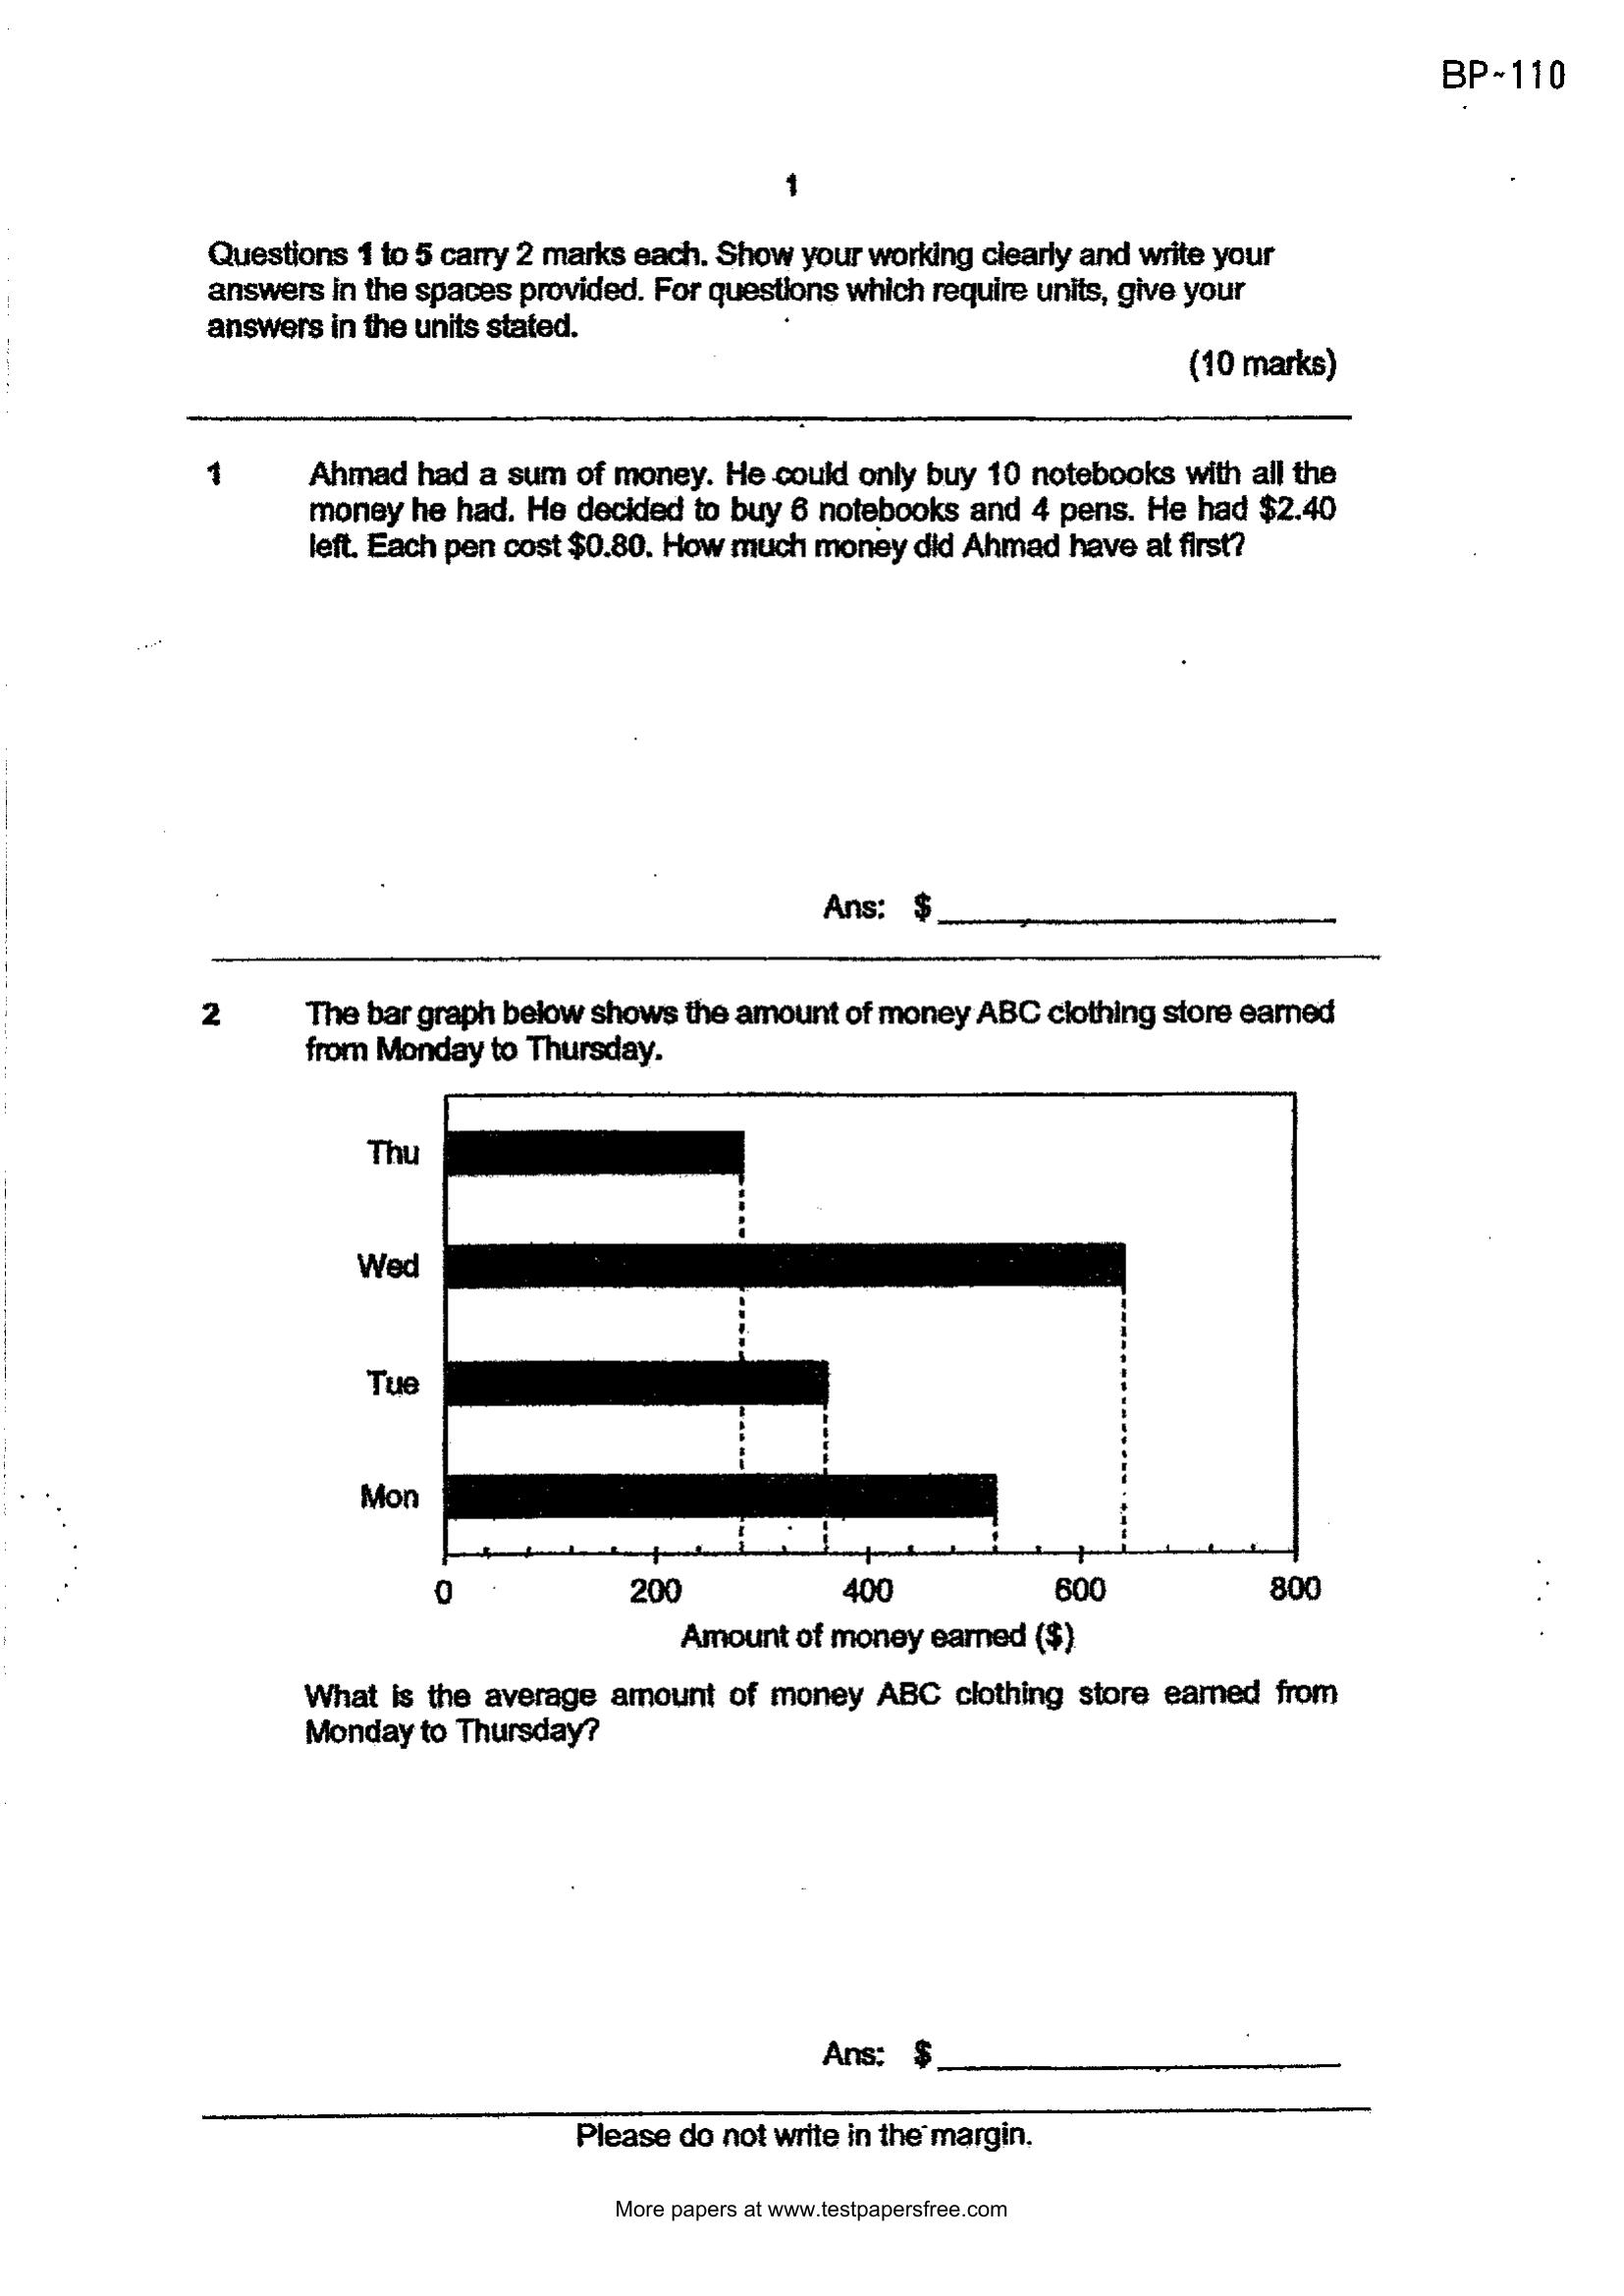 BP~110
1
Questions 1 to 5 carry 2 marks each. Show your working clearly and write your
answers in the spaces provided. For questions which require units, give your
answers in the units stated.
(10 marks)
1 Ahmad had a sum of money. He could only buy 10 notebooks with all the
money he had. He decided to buy 6 notebooks and 4 pens. He had $2.40
left. Each pen cost $0.80. How much money did Ahmad have at first?
Ans: $
2 The bar graph below shows the amount of money ABC clothing store earned
from Monday to Thursday.
Thu
Wed
Tue
Mon
0 200 400 600 800
Amount of money earned ($)
What is the average amount of money ABC clothing store earned from
Monday to Thursday?
Ans: $
Please do not write in the margin.
More papers at www.testpapersfree.com